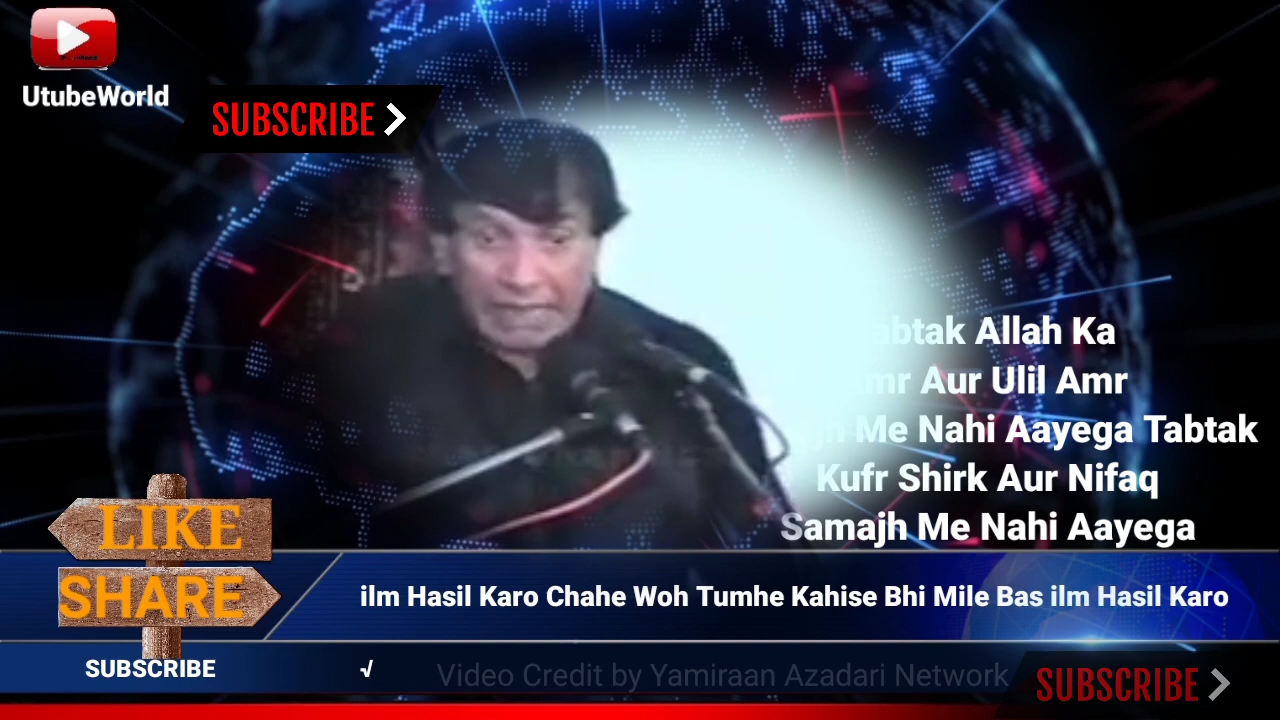 UtubeWorld
SUBSCRIBE
Allah Ka
Aur Ulil Amr
Me Nahi Aayega Tabtak
Kufr Shirk Aur Nifaq
Samajh Me Nahi Aayega
LIKE
SHARE
ilm Hasil Karo Chahe Woh Tumhe Kahise Bhi Mile Bas ilm Hasil Karo
SUBSCRIBE √
Video Credit by Yamiraan Azadari Network
SUBSCRIBE